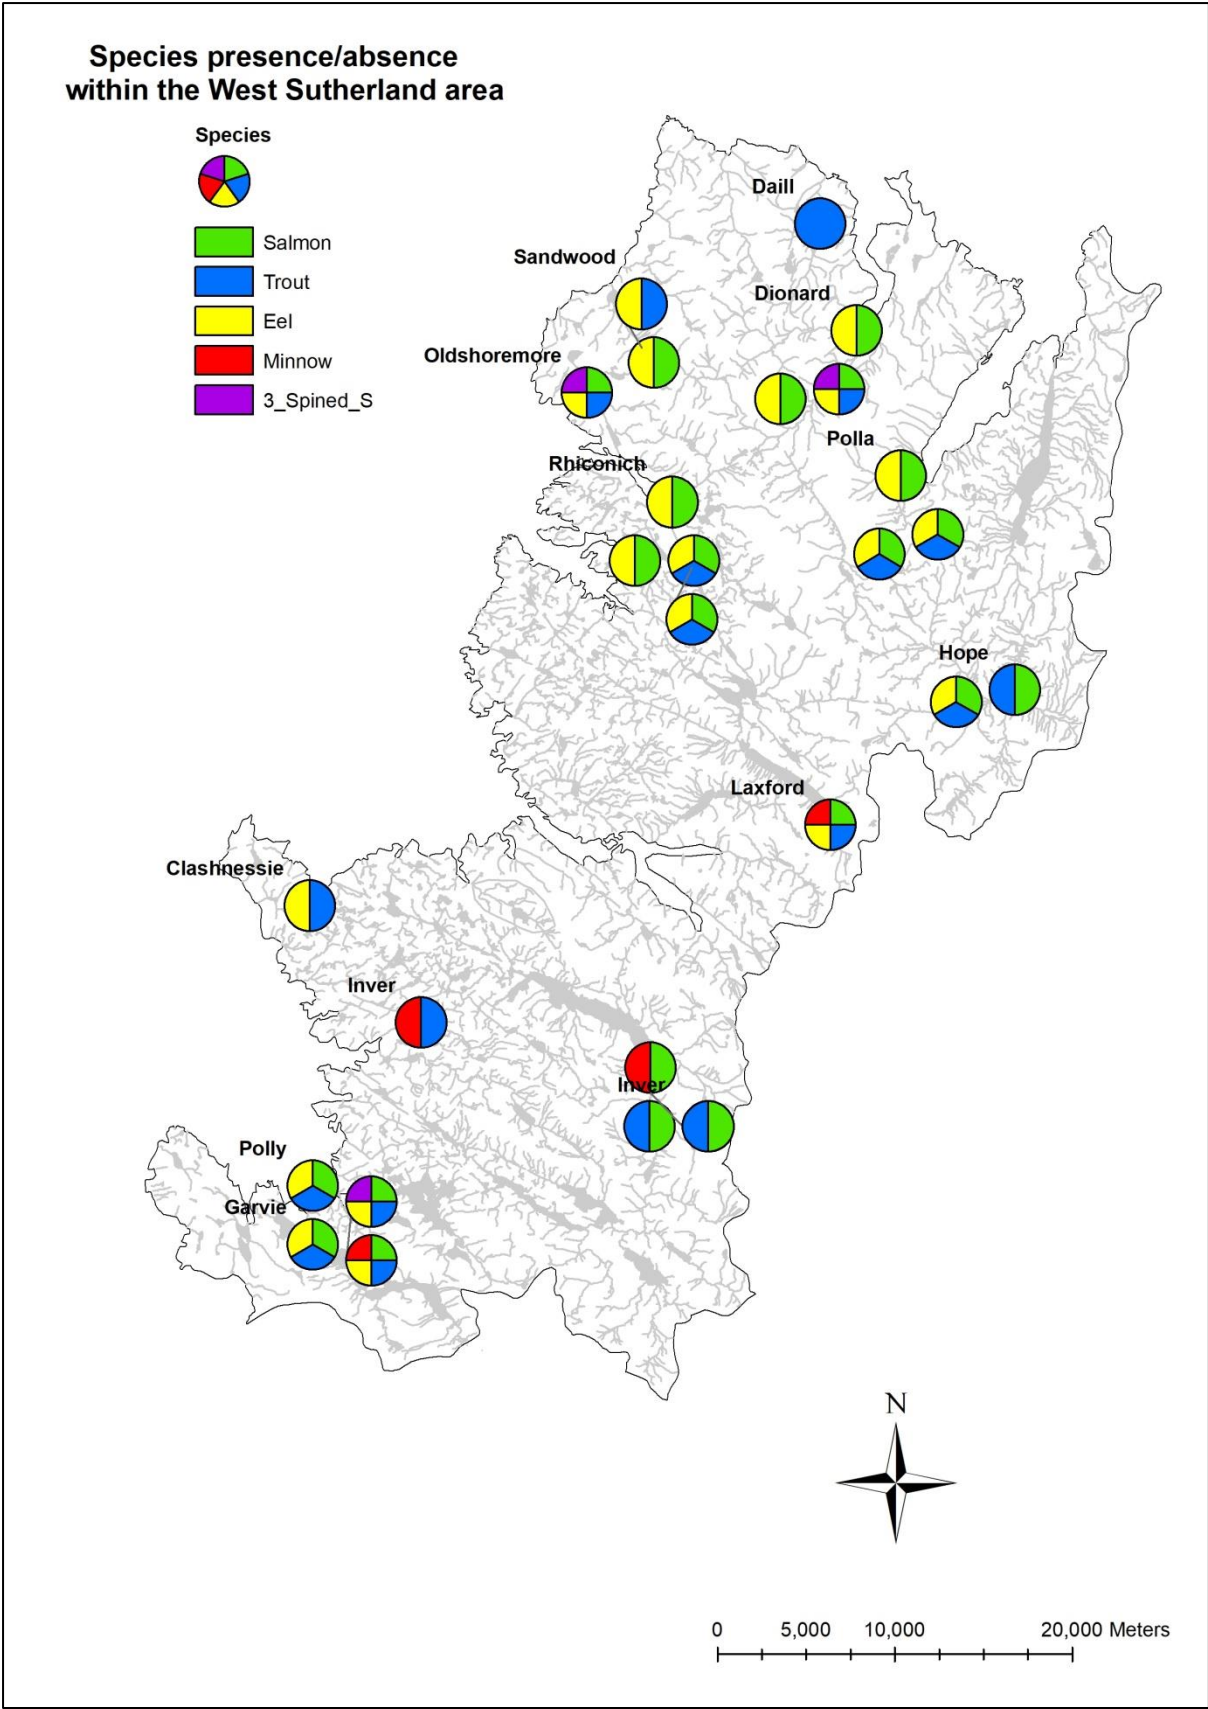 Species presence/absence
within the West Sutherland area
Species
Salmon
Trout
Eel
Minnow
3_Spined_S
Daill
Sandwood
Dionard
Oldshoremore
Polla
Rhiconich
Hope
Laxford
Clashnessie
Inver
Inver
Polly
Garvie
N
0 5,000 10,000 20,000 Meters